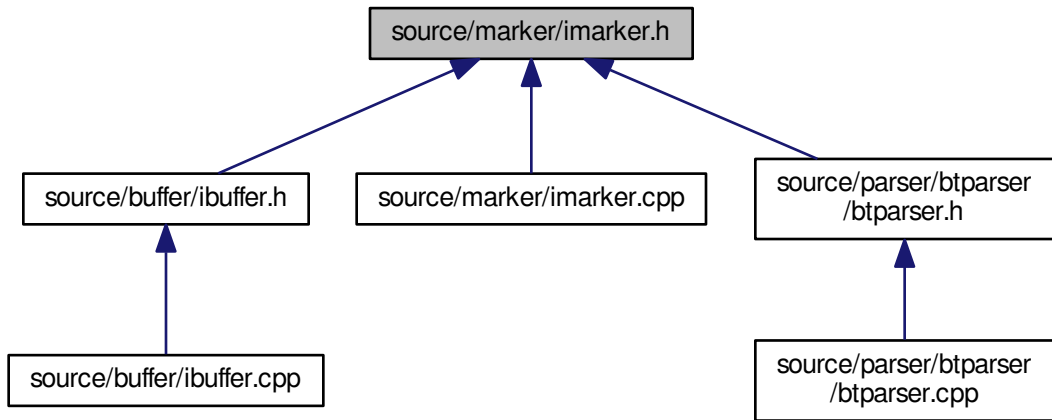 source/marker/imarker.h
source/buffer/ibuffer.h
source/marker/imarker.cpp
source/parser/btparser
/btparser.h
source/buffer/ibuffer.cpp
source/parser/btparser
/btparser.cpp